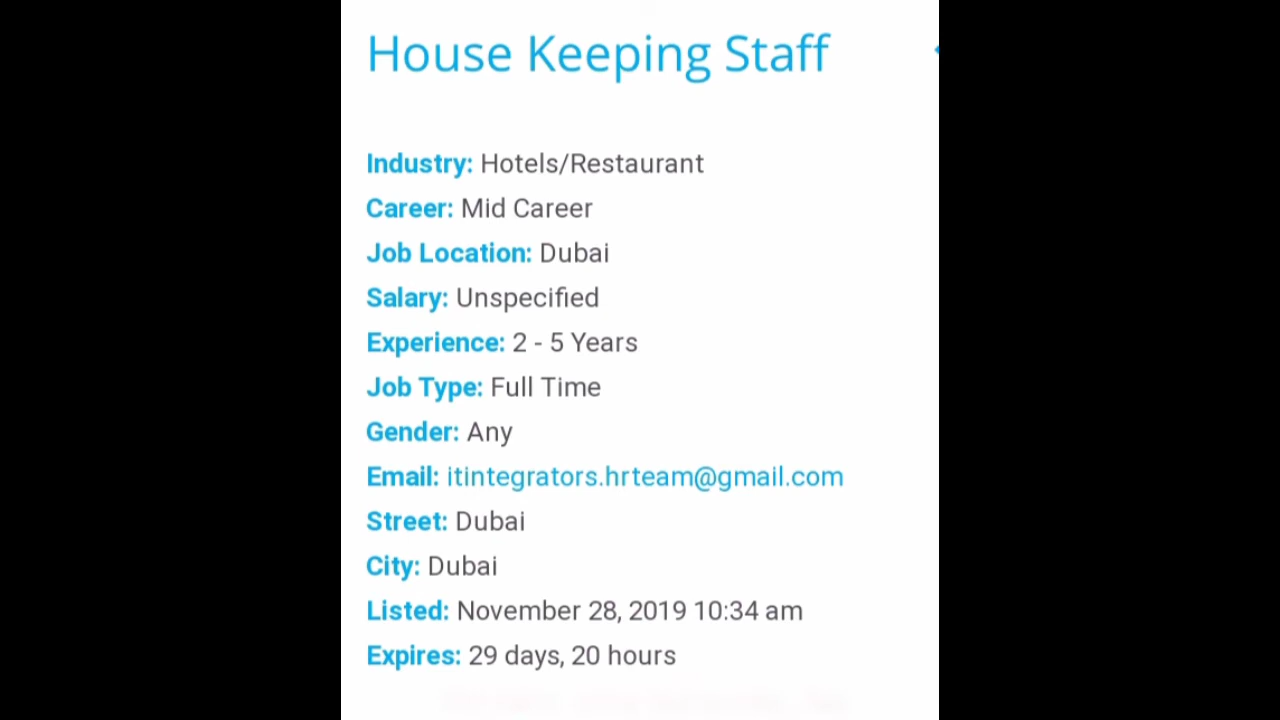 House Keeping Staff
Industry: Hotels/Restaurant
Career: Mid Career
Job Location: Dubai
Salary: Unspecified
Experience: 2 - 5 Years
Job Type: Full Time
Gender: Any
Email: itintegrators.hrteam@gmail.com
Street: Dubai
City: Dubai
Listed: November 28, 2019 10:34 am
Expires: 29 days, 20 hours